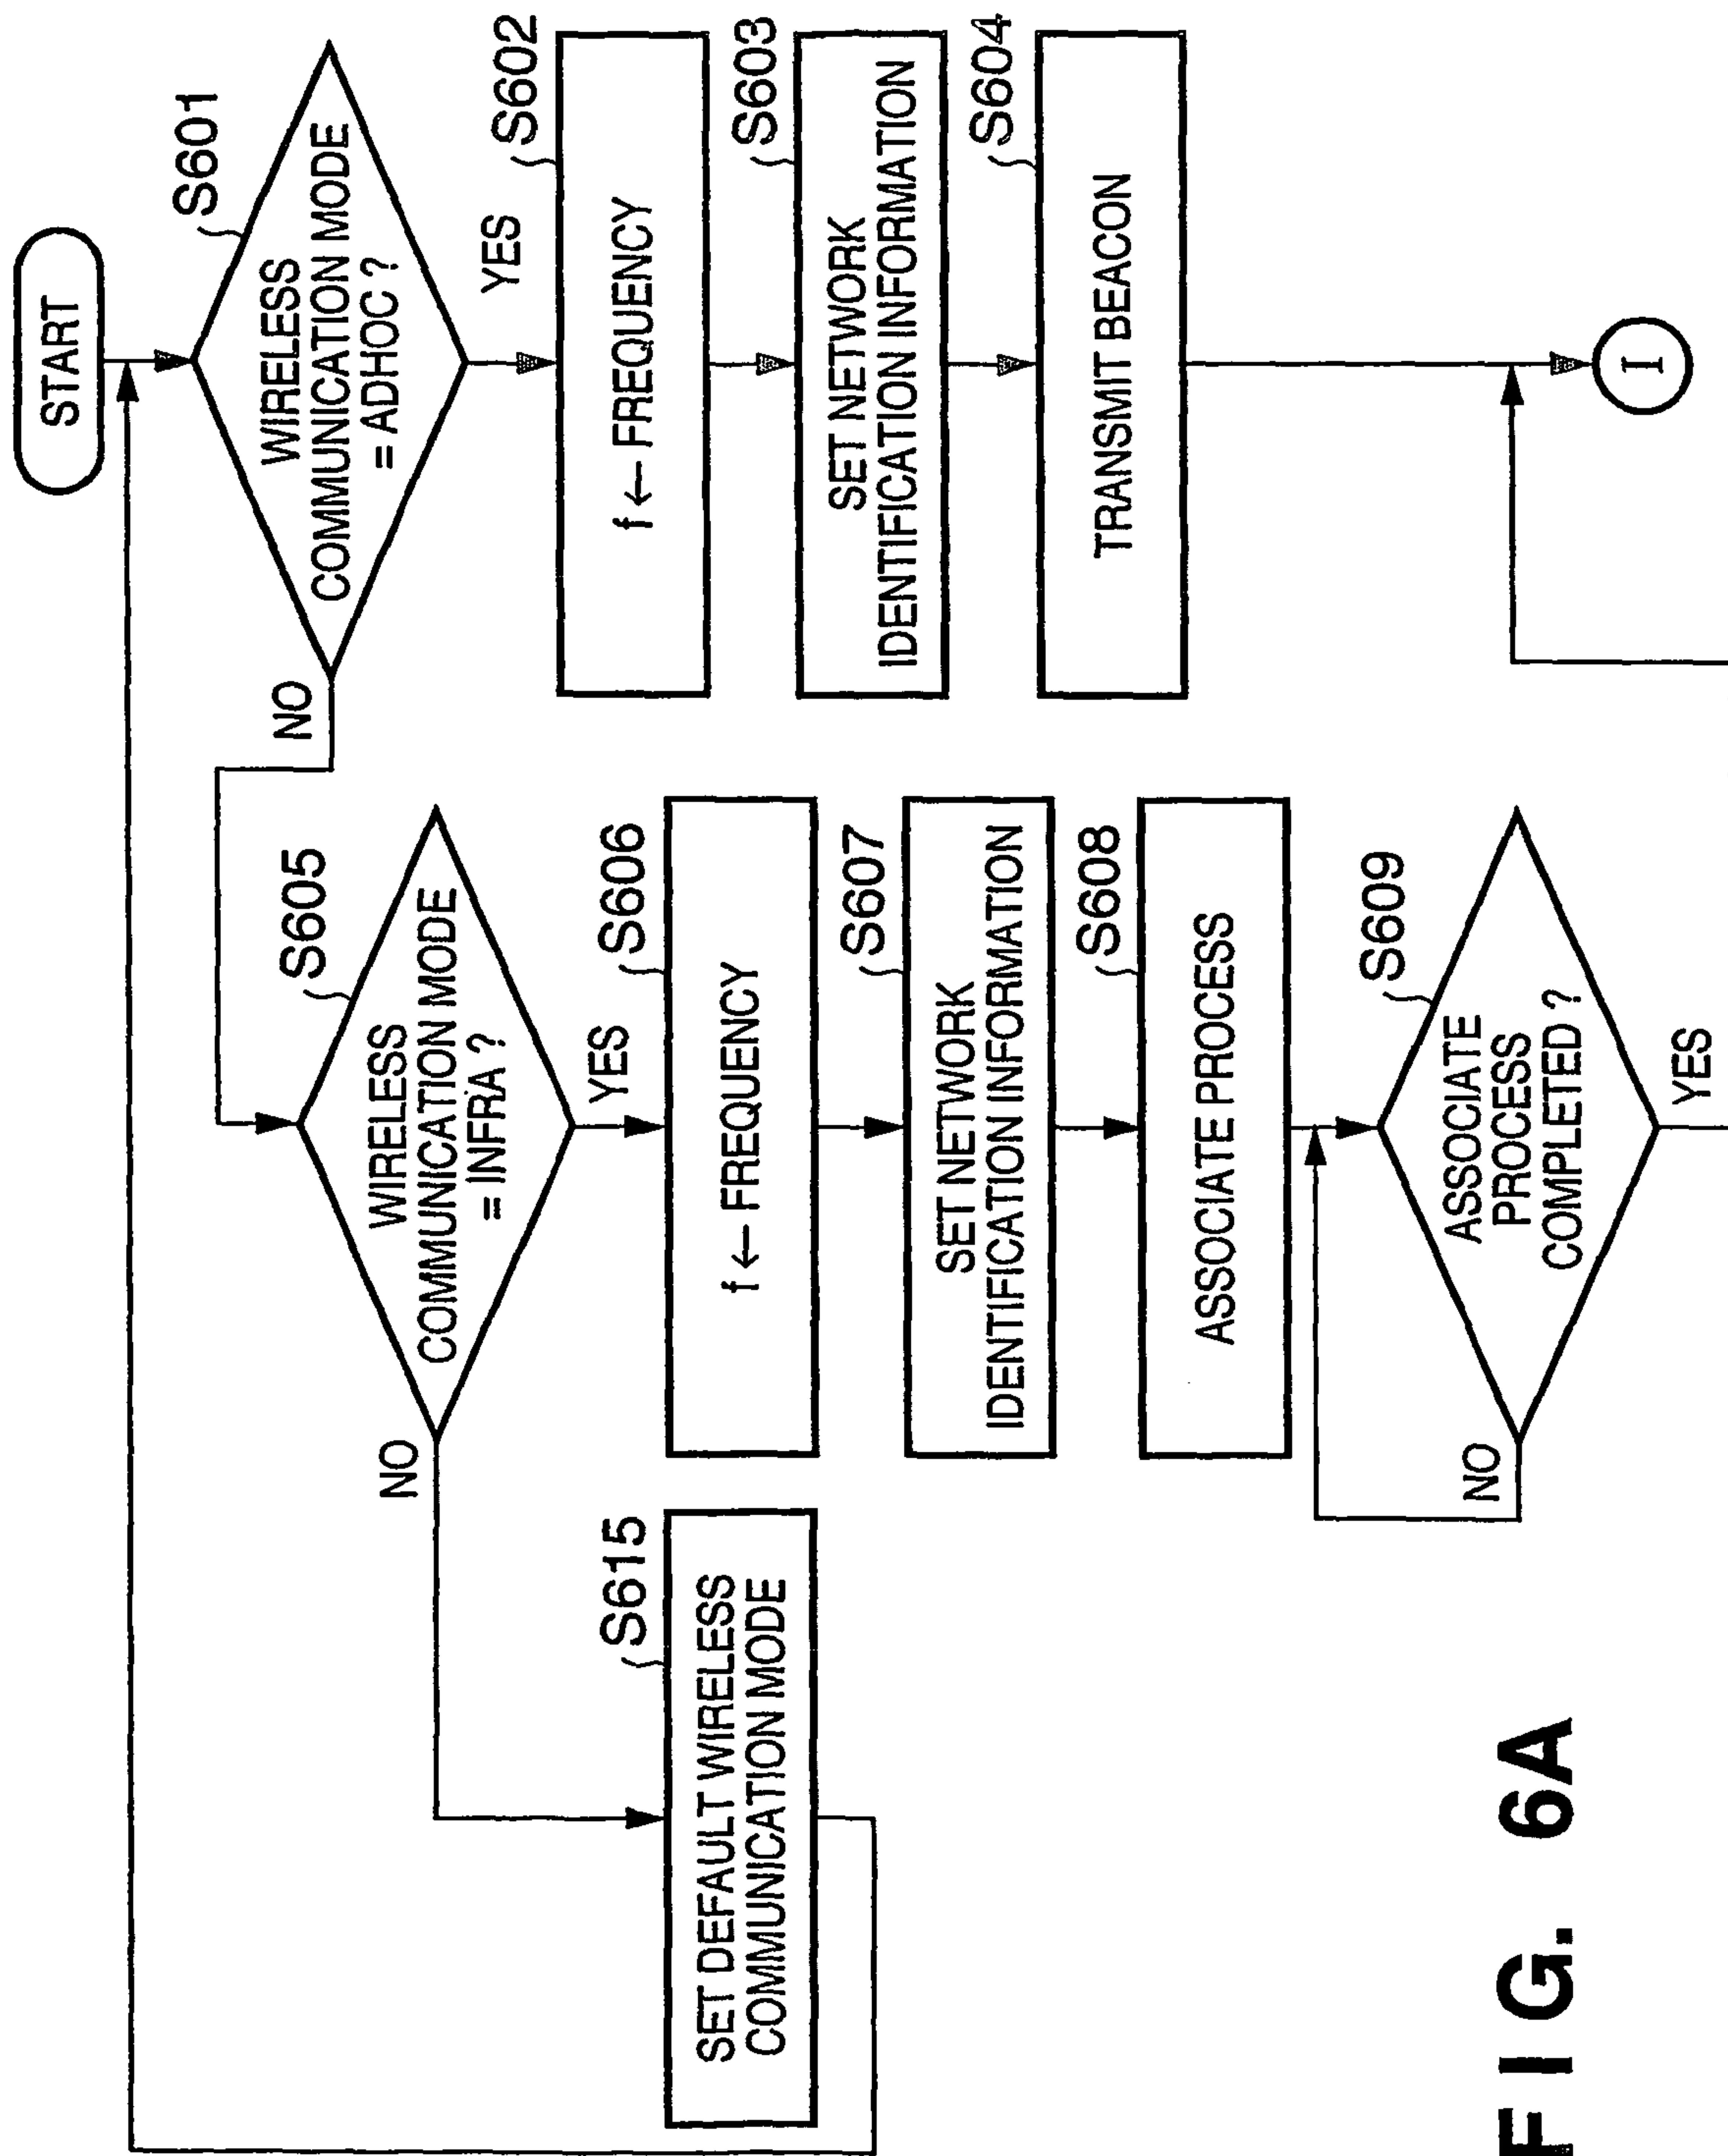 START
S601
WIRELESS
COMMUNICATION MODE
= ADHOC ?
YES
NO
S602
f ← FREQUENCY
S603
SET NETWORK
IDENTIFICATION INFORMATION
S604
TRANSMIT BEACON
I
S605
WIRELESS
COMMUNICATION MODE
= INFRA ?
YES
NO
S606
f ← FREQUENCY
S607
SET NETWORK
IDENTIFICATION INFORMATION
S608
ASSOCIATE PROCESS
S609
ASSOCIATE
PROCESS
COMPLETED ?
NO
YES
S615
SET DEFAULT WIRELESS
COMMUNICATION MODE
FIG. 6A